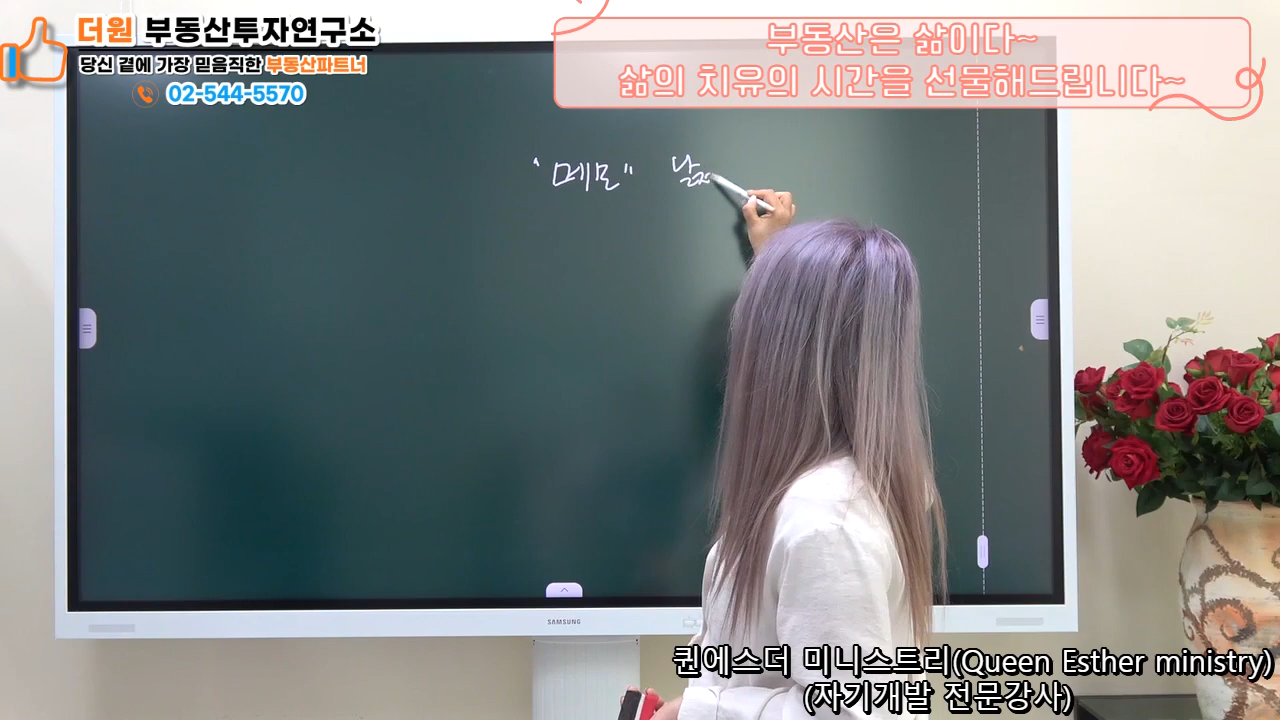 더원 부동산투자연구소
당신 곁에 가장 믿음직한 부동산파트너
02-544-5570
부동산은 삶이다~
삶의 치유의 시간을 선물해드립니다~
"메모"
SAMSUNG
퀸에스더 미니스트리(Queen Esther ministry)
(자기개발 전문강사)